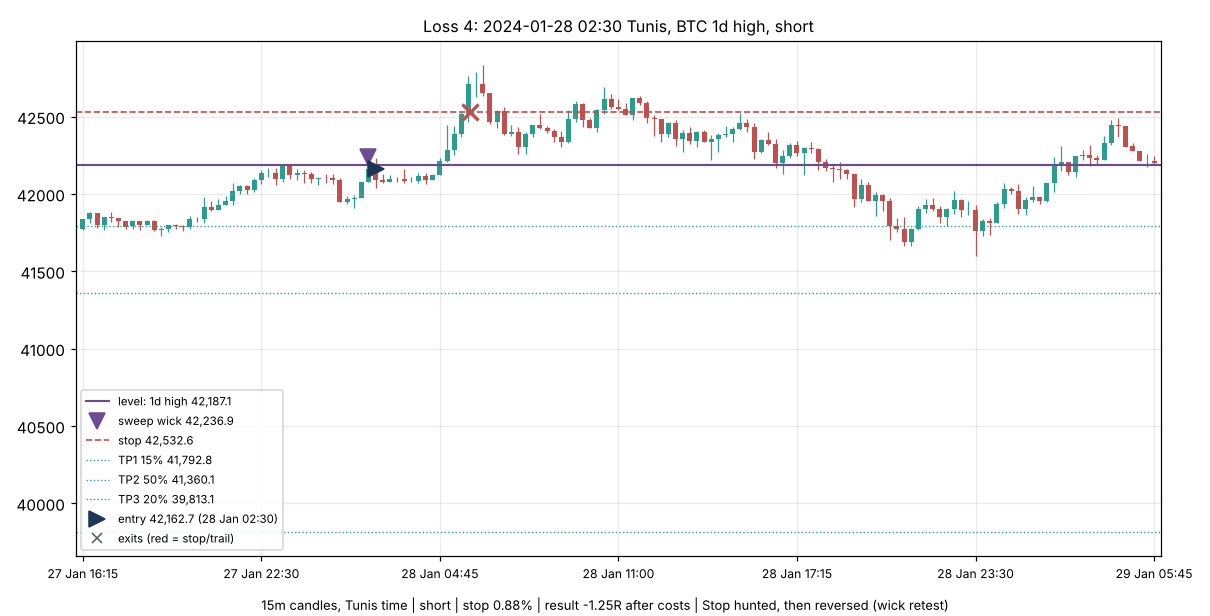 Loss 4: 2024-01-28 02:30 Tunis, BTC 1d high, short
42500
42000
41500
41000
40500
40000
level: 1d high 42,187.1
sweep wick 42,236.9
stop 42,532.6
TP1 15% 41,792.8
TP2 50% 41,360.1
TP3 20% 39,813.1
entry 42,162.7 (28 Jan 02:30)
exits (red = stop/trail)
27 Jan 16:15
27 Jan 22:30
28 Jan 04:45
28 Jan 11:00
28 Jan 17:15
28 Jan 23:30
29 Jan 05:45
15m candles, Tunis time | short | stop 0.88% | result -1.25R after costs | Stop hunted, then reversed (wick retest)